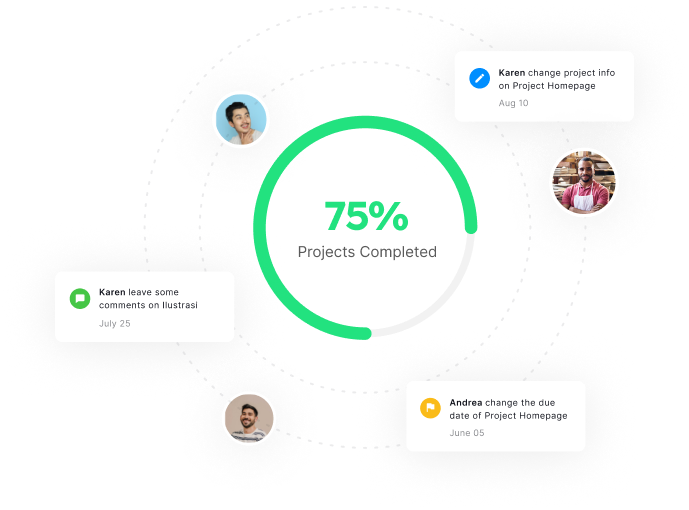 Karen change project info
on Project Homepage
Aug 10
75%
Projects Completed
Karen leave some
comments on Ilustrasi
July 25
Andrea change the due
date of Project Homepage
June 05